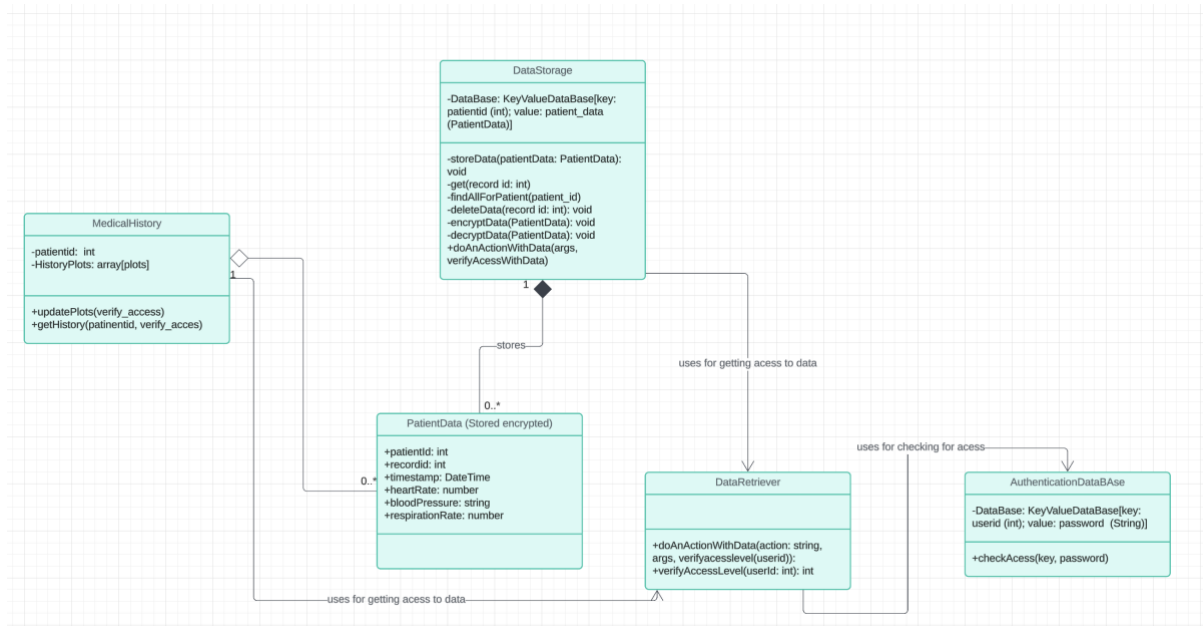 DataStorage
-DataBase: KeyValueDataBase[key:
patientid (int); value: patient_data
(PatientData)]
-storeData(patientData: PatientData):
void
-get(record id: int)
-findAllForPatient(patient_id)
-deleteData(record id: int): void
-encryptData(PatientData): void
-decryptData(PatientData): void
+doAnActionWithData(args,
verifyAcessWithData)
MedicalHistory
-patientid: int
-HistoryPlots: array[plots]
+updatePlots(verify_access)
+getHistory(patinentid, verify_acces)
1
1
stores
0..*
uses for getting acess to data
PatientData (Stored encrypted)
+patientId: int
+recordid: int
+timestamp: DateTime
+heartRate: number
+bloodPressure: string
+respirationRate: number
0..*
uses for checking for acess
DataRetriever
+doAnActionWithData(action: string,
args, verifyacesslevel(userid)):
+verifyAccessLevel(userId: int): int
AuthenticationDataBAse
-DataBase: KeyValueDataBase[key:
userid (int); value: password (String)]
+checkAcess(key, password)
uses for getting acess to data